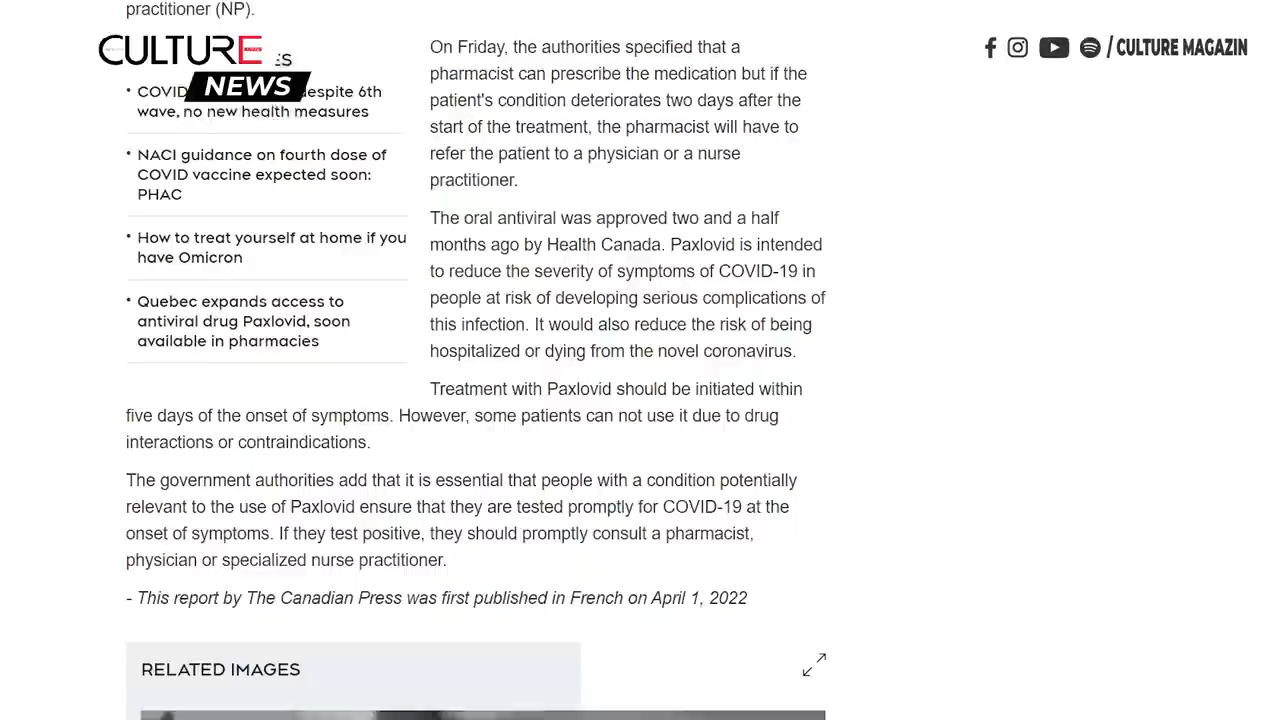 practitioner (NP).
CULTURE
NEWS
/ CULTURE MAGAZIN
COVID espite 6th
wave, no new health measures
NACI guidance on fourth dose of
COVID vaccine expected soon:
PHAC
How to treat yourself at home if you
have Omicron
Quebec expands access to
antiviral drug Paxlovid, soon
available in pharmacies
On Friday, the authorities specified that a
pharmacist can prescribe the medication but if the
patient's condition deteriorates two days after the
start of the treatment, the pharmacist will have to
refer the patient to a physician or a nurse
practitioner.
The oral antiviral was approved two and a half
months ago by Health Canada. Paxlovid is intended
to reduce the severity of symptoms of COVID-19 in
people at risk of developing serious complications of
this infection. It would also reduce the risk of being
hospitalized or dying from the novel coronavirus.
Treatment with Paxlovid should be initiated within
five days of the onset of symptoms. However, some patients can not use it due to drug
interactions or contraindications.
The government authorities add that it is essential that people with a condition potentially
relevant to the use of Paxlovid ensure that they are tested promptly for COVID-19 at the
onset of symptoms. If they test positive, they should promptly consult a pharmacist,
physician or specialized nurse practitioner.
- This report by The Canadian Press was first published in French on April 1, 2022
RELATED IMAGES